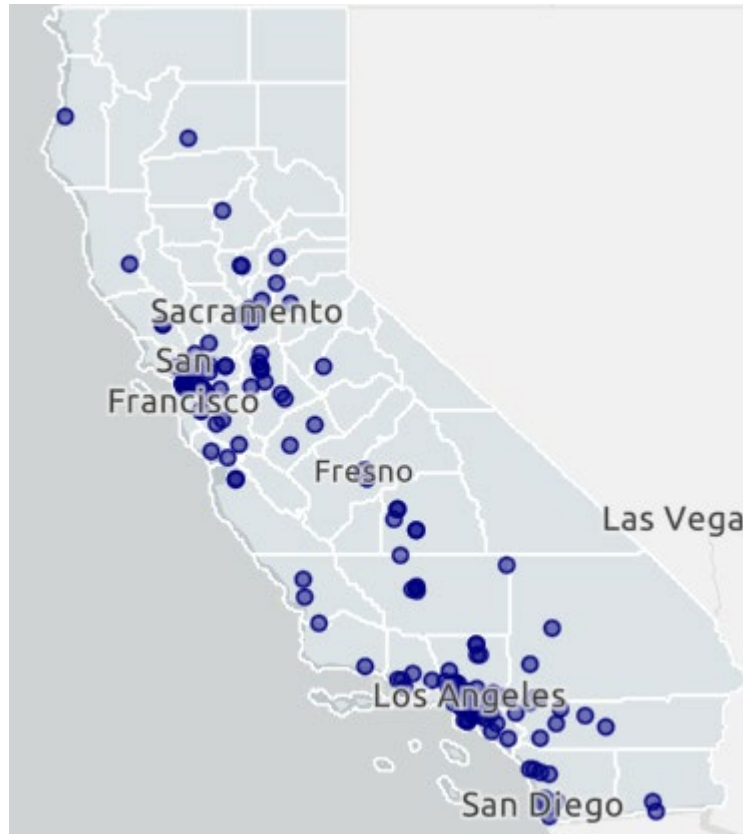 Sacramento
San
Francisco
Fresno
Las Vega
Los Angeles
San Diego